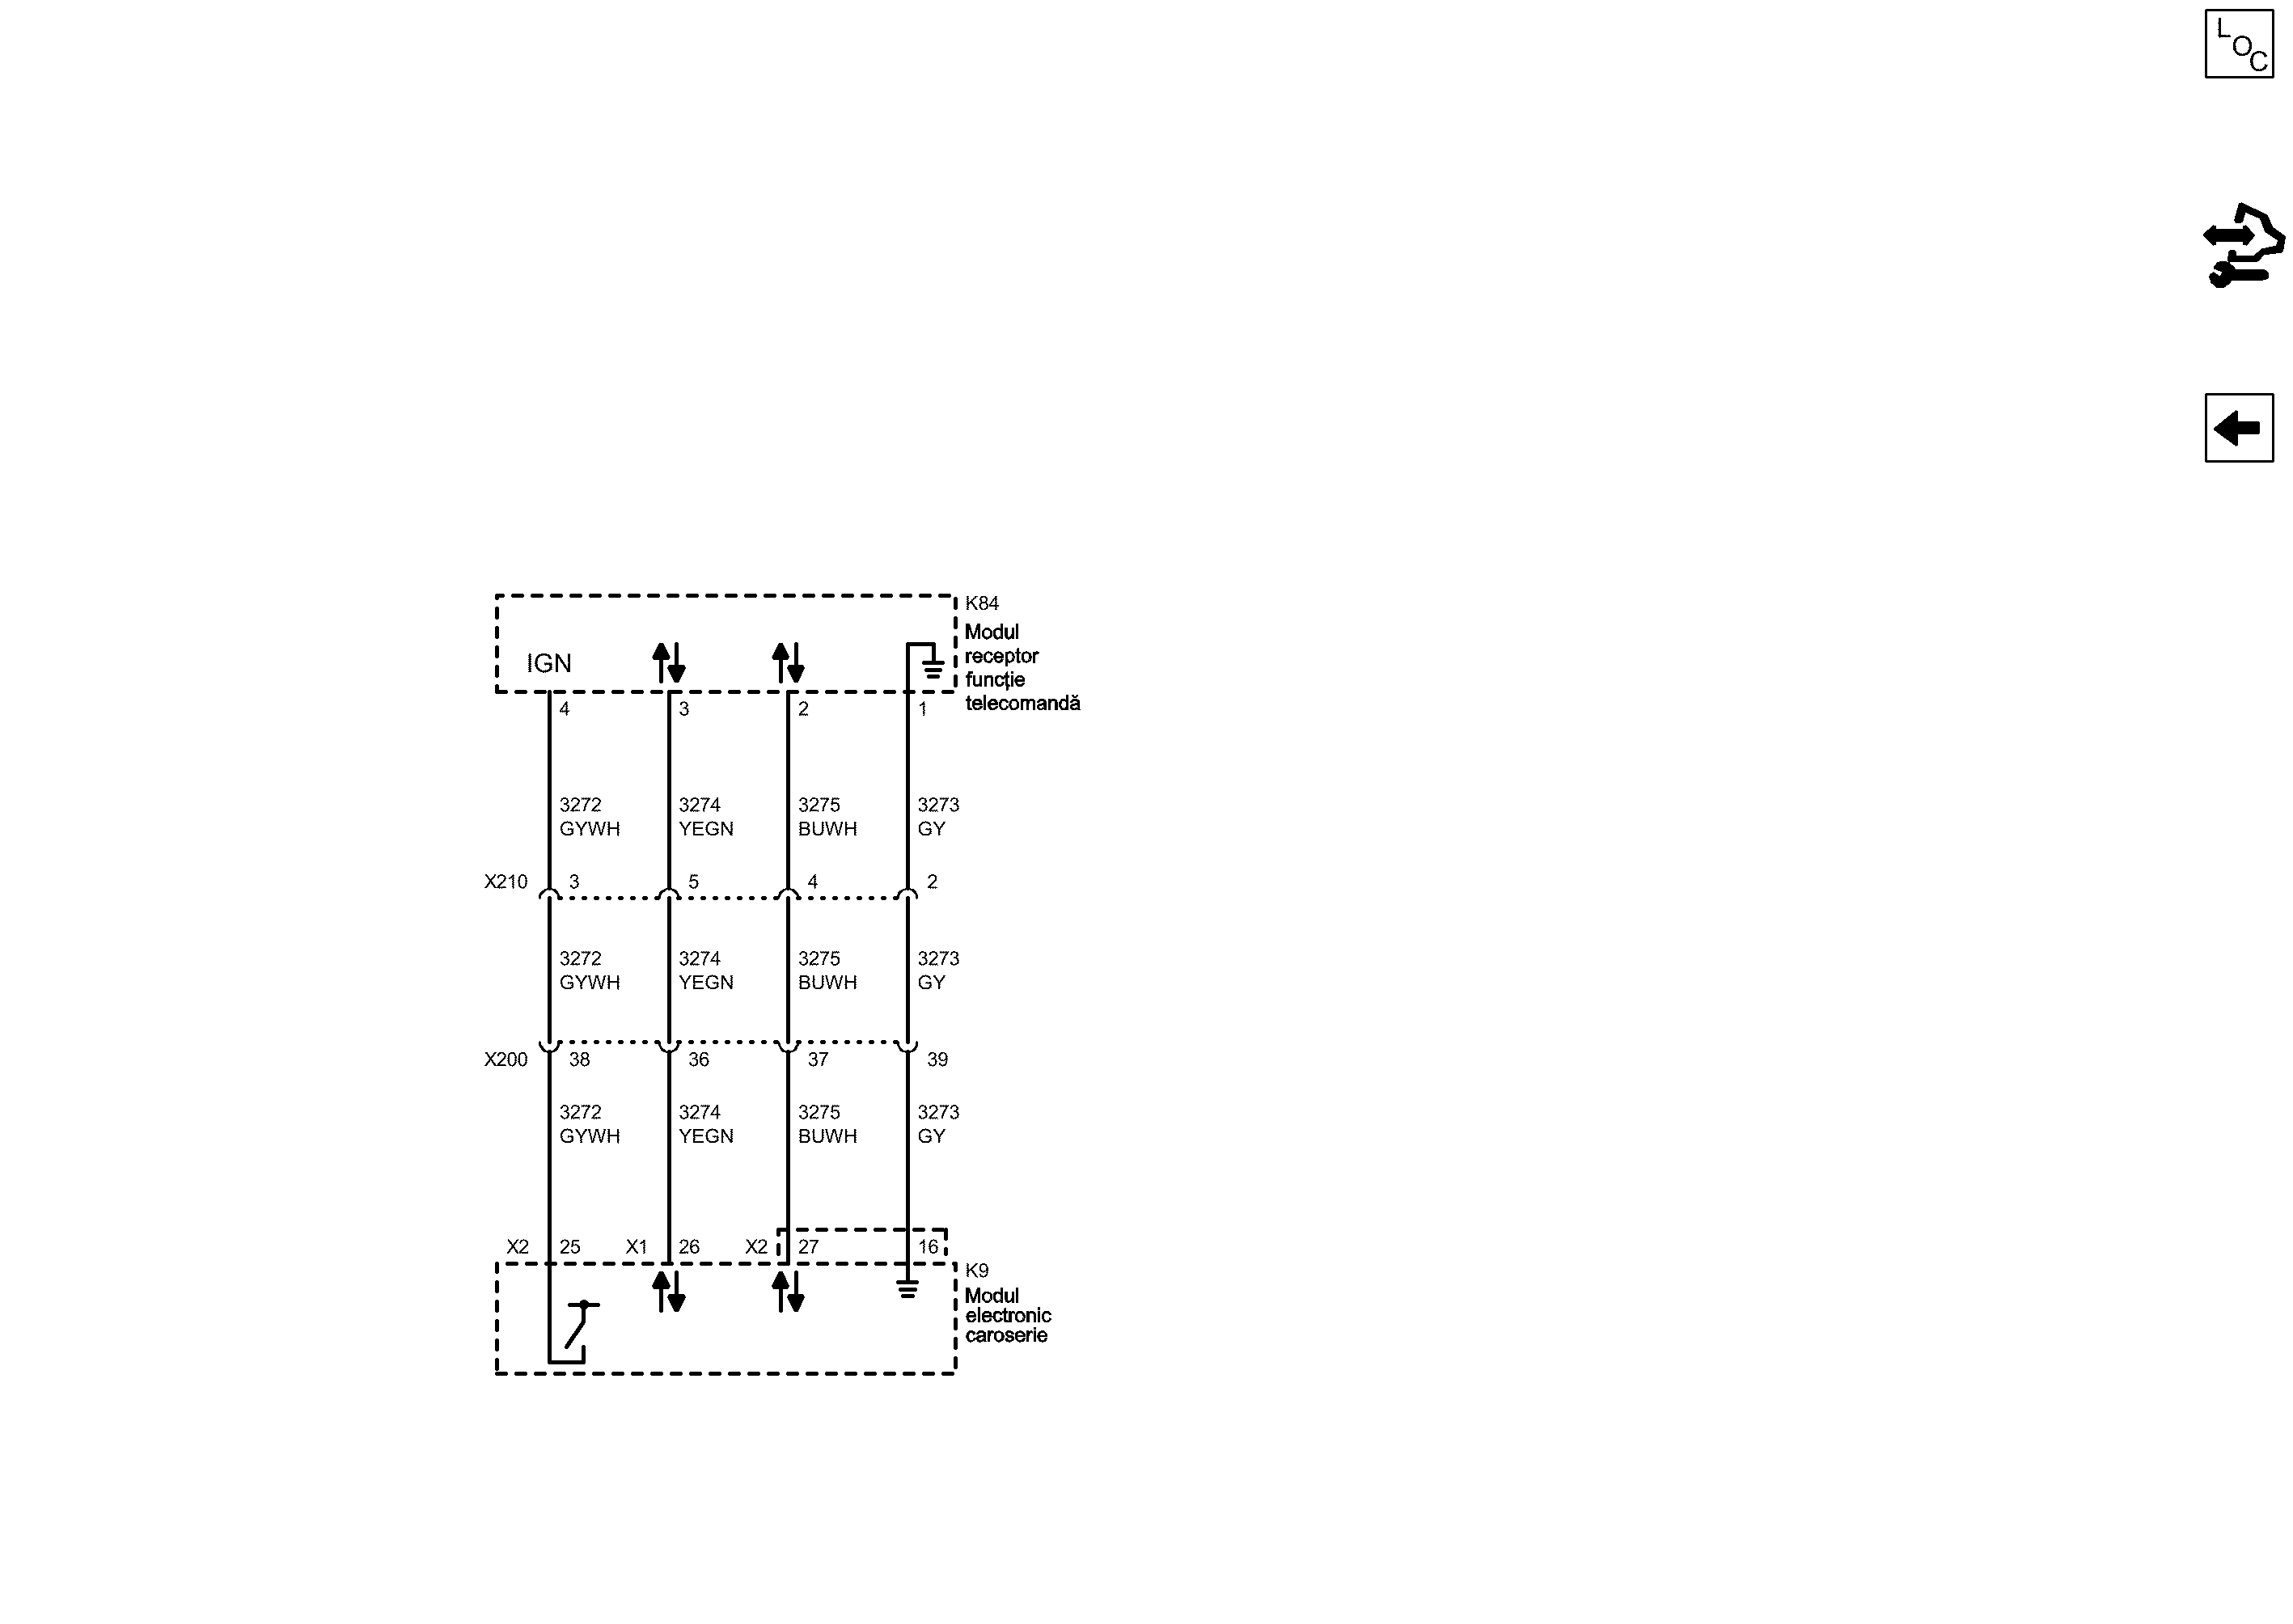 LOC
K84
Modul
receptor
funcție
telecomandă
IGN
4 3 2 1
3272 3274 3275 3273
GYWH YEGN BUWH GY
X210 3 5 4 2
3272 3274 3275 3273
GYWH YEGN BUWH GY
X200 38 36 37 39
3272 3274 3275 3273
GYWH YEGN BUWH GY
X2 25 X1 26 X2 27 16
K9
Modul
electronic
caroserie